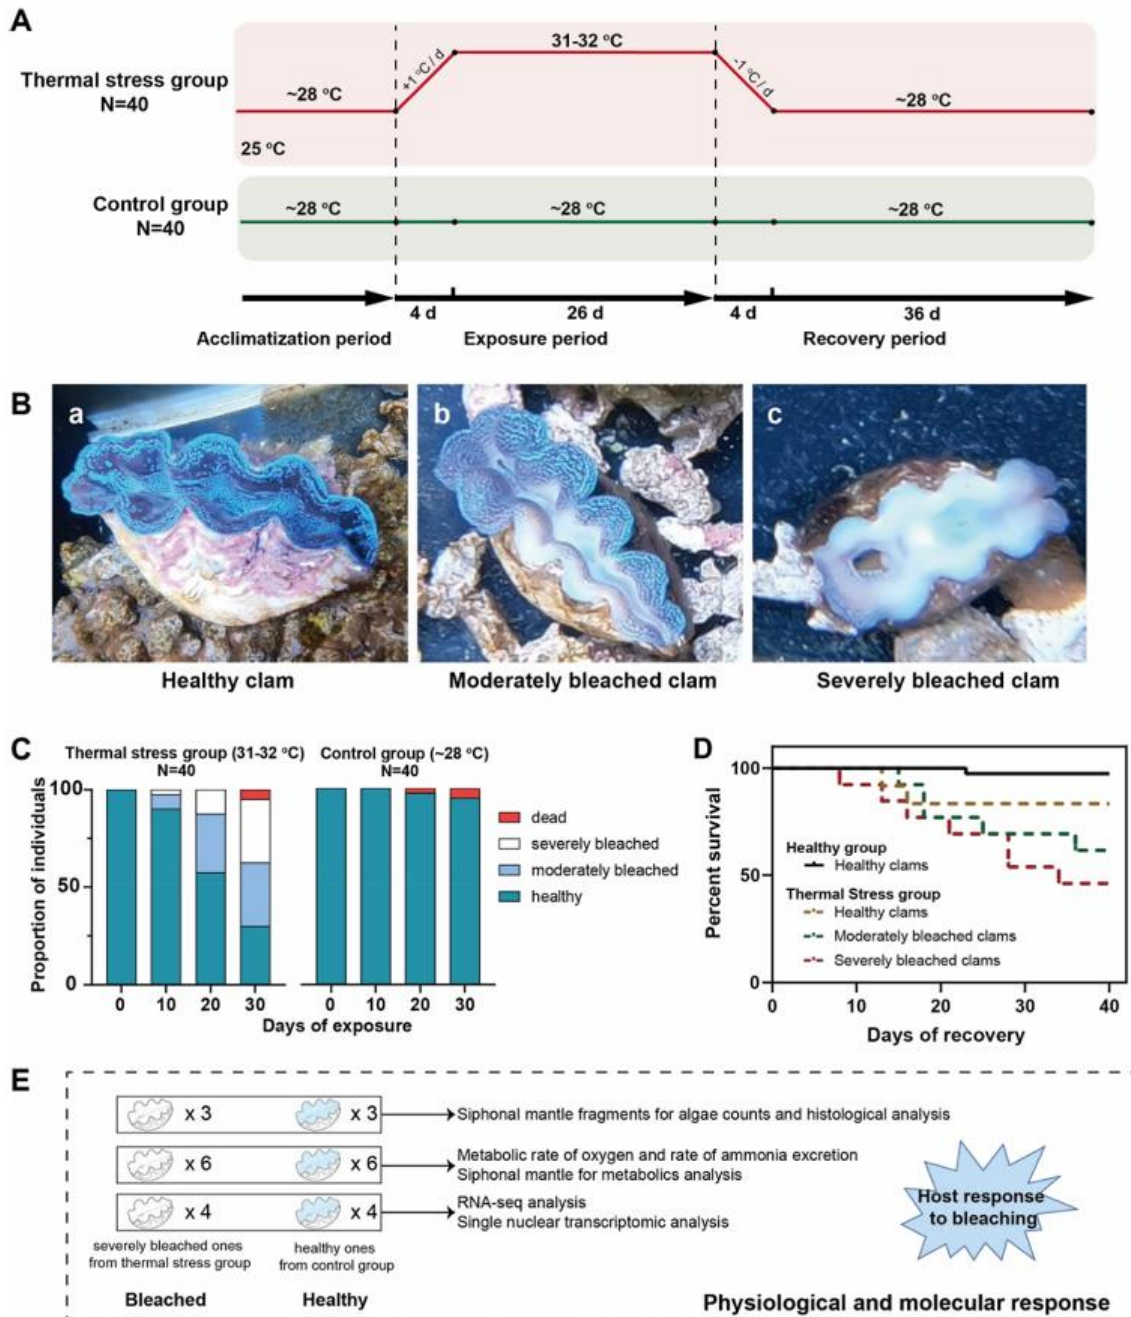 A
Thermal stress group
N=40
~28 °C
+1 °C / d
31-32 °C
-1 °C / d
~28 °C
25 °C
Control group
N=40
~28 °C
~28 °C
~28 °C
4 d
26 d
4 d
36 d
Acclimatization period
Exposure period
Recovery period
B
a
b
c
Healthy clam
Moderately bleached clam
Severely bleached clam
C
Thermal stress group (31-32 °C)
N=40
Control group (~28 °C)
N=40
Proportion of individuals
100
50
0
0
10
20
30
0
10
20
30
Days of exposure
dead
severely bleached
moderately bleached
healthy
D
Percent survival
100
50
0
Healthy group
Healthy clams
Thermal Stress group
Healthy clams
Moderately bleached clams
Severely bleached clams
0
10
20
30
40
Days of recovery
E
x 3
x 3
Siphonal mantle fragments for algae counts and histological analysis
x 6
x 6
Metabolic rate of oxygen and rate of ammonia excretion
Siphonal mantle for metabolics analysis
x 4
x 4
RNA-seq analysis
Single nuclear transcriptomic analysis
severely bleached ones
from thermal stress group
healthy ones
from control group
Bleached
Healthy
Host response
to bleaching
Physiological and molecular response